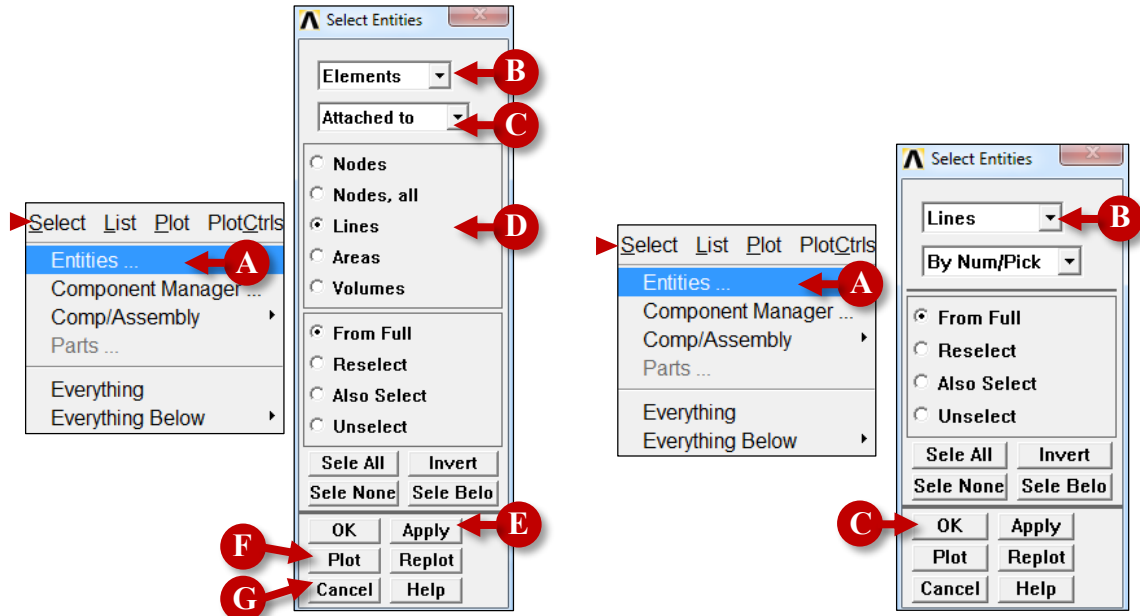 Select List Plot PlotCtrls
Entities ...
A
Component Manager ...
Comp/Assembly
Parts ...
Everything
Everything Below
Select Entities
Elements
B
Attached to
C
Nodes
Nodes, all
Lines
D
Areas
Volumes
From Full
Reselect
Also Select
Unselect
Sele All Invert
Sele None Sele Belo
OK Apply
E
F
Plot Replot
G
Cancel Help
Select List Plot PlotCtrls
Entities ...
A
Component Manager ...
Comp/Assembly
Parts ...
Everything
Everything Below
Select Entities
Lines
B
By Num/Pick
From Full
Reselect
Also Select
Unselect
Sele All Invert
Sele None Sele Belo
C
OK Apply
Plot Replot
Cancel Help